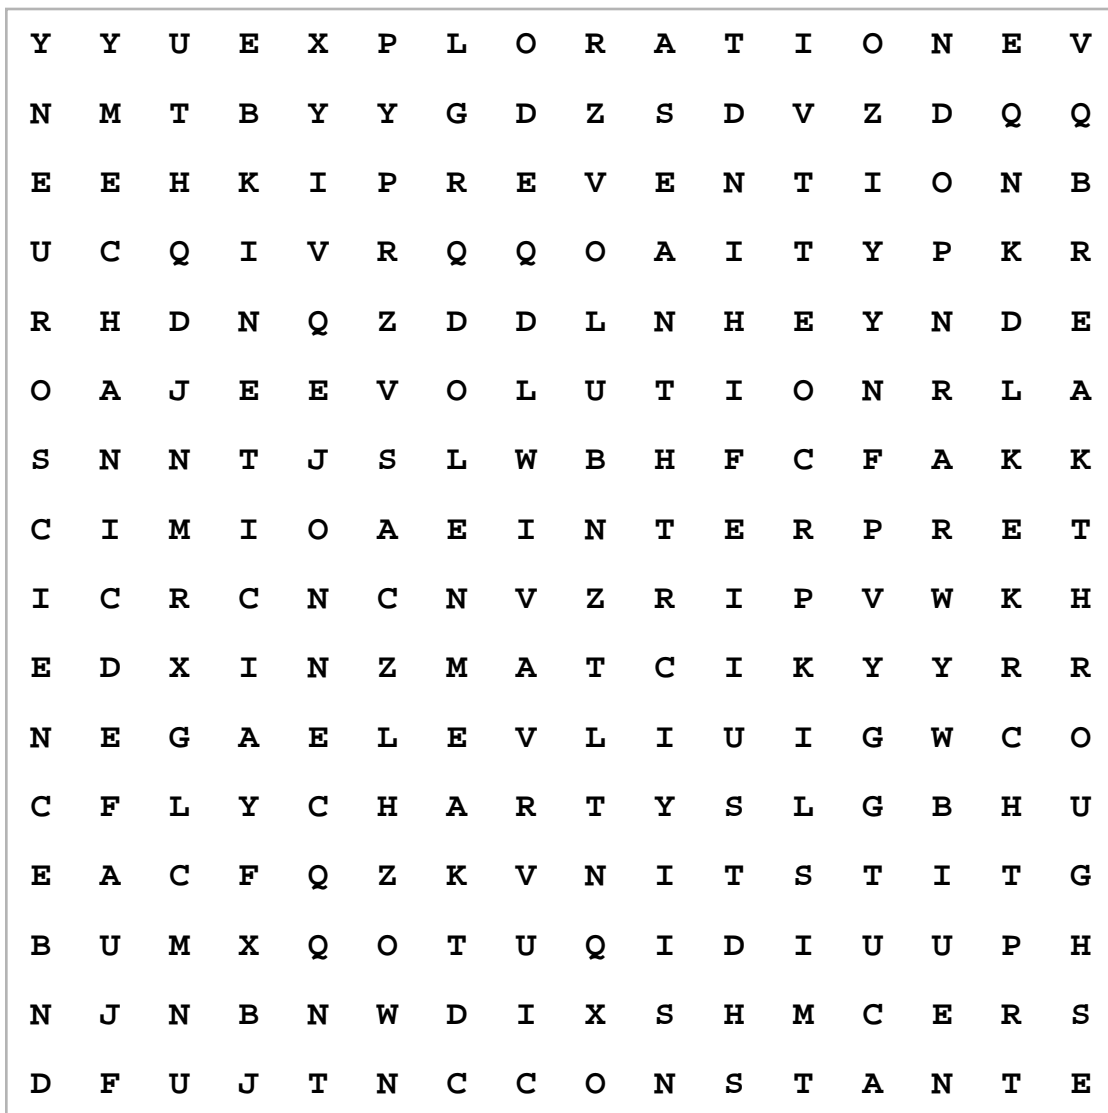 Y Y U E X P L O R A T I O N E V
N M T B Y Y G D Z S D V Z D Q Q
E E H K I P R E V E N T I O N B
U C Q I V R Q Q O A I T Y P K R
R H D N Q Z D D L N H E Y N D E
O A J E E V O L U T I O N R L A
S N N T J S L W B H F C F A K K
C I M I O A E I N T E R P R E T
I C R C N C N V Z R I P V W K H
E D X I N Z M A T C I K Y Y R R
N E G A E L E V L I U I G W C O
C F L Y C H A R T Y S L G B H U
E A C F Q Z K V N I T S T I T G
B U M X Q O T U Q I D I U U P H
N J N B N W D I X S H M C E R S
D F U J T N C C O N S T A N T E